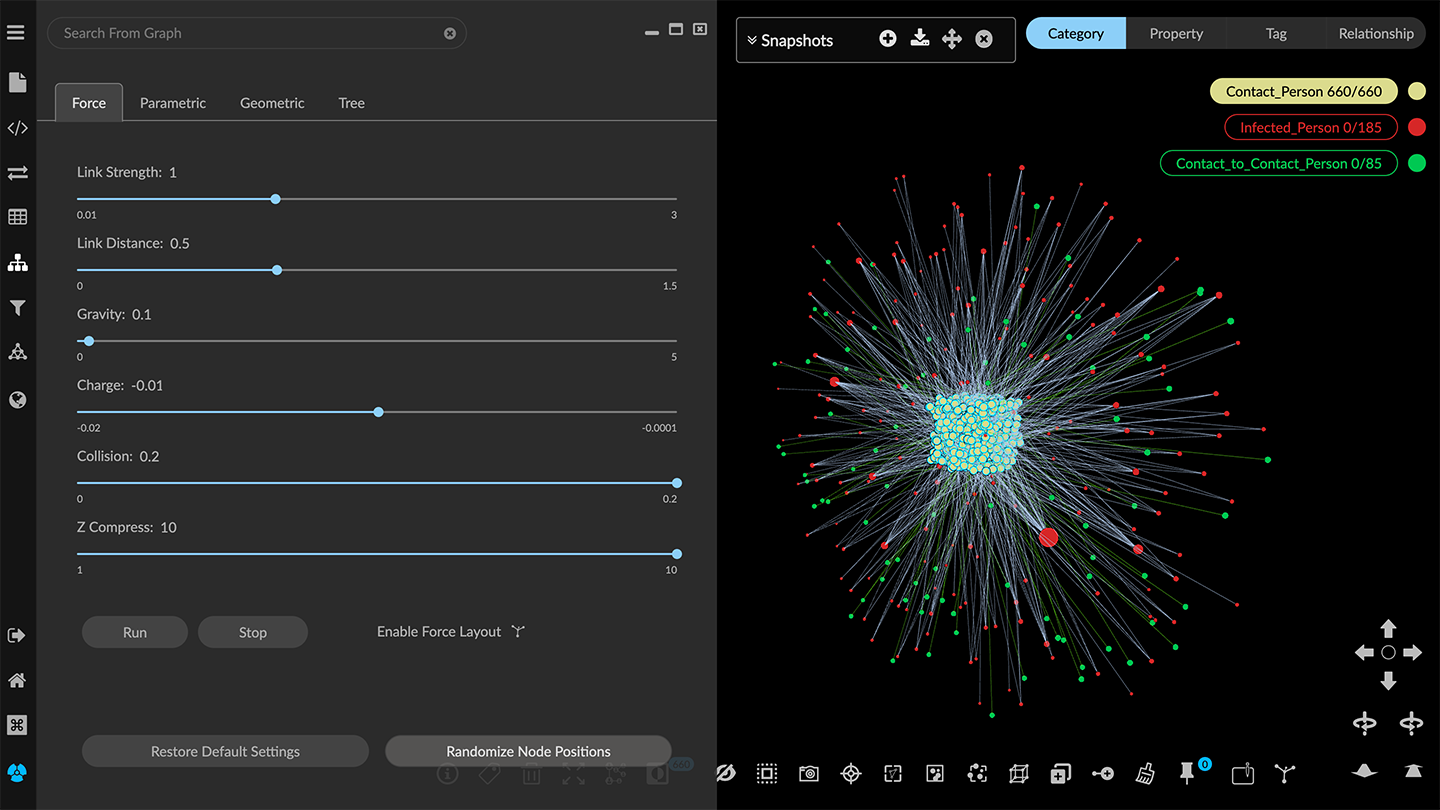 Search From Graph
Snapshots
Category Property Tag Relationship
Force Parametric Geometric Tree
Contact_Person 660/660
Infected_Person 0/185
Contact_to_Contact_Person 0/85
Link Strength: 1
0.01 3
Link Distance: 0.5
0 1.5
Gravity: 0.1
0 5
Charge: -0.01
-0.02 -0.0001
Collision: 0.2
0 0.2
Z Compress: 10
1 10
Run Stop Enable Force Layout
Restore Default Settings Randomize Node Positions
660
0